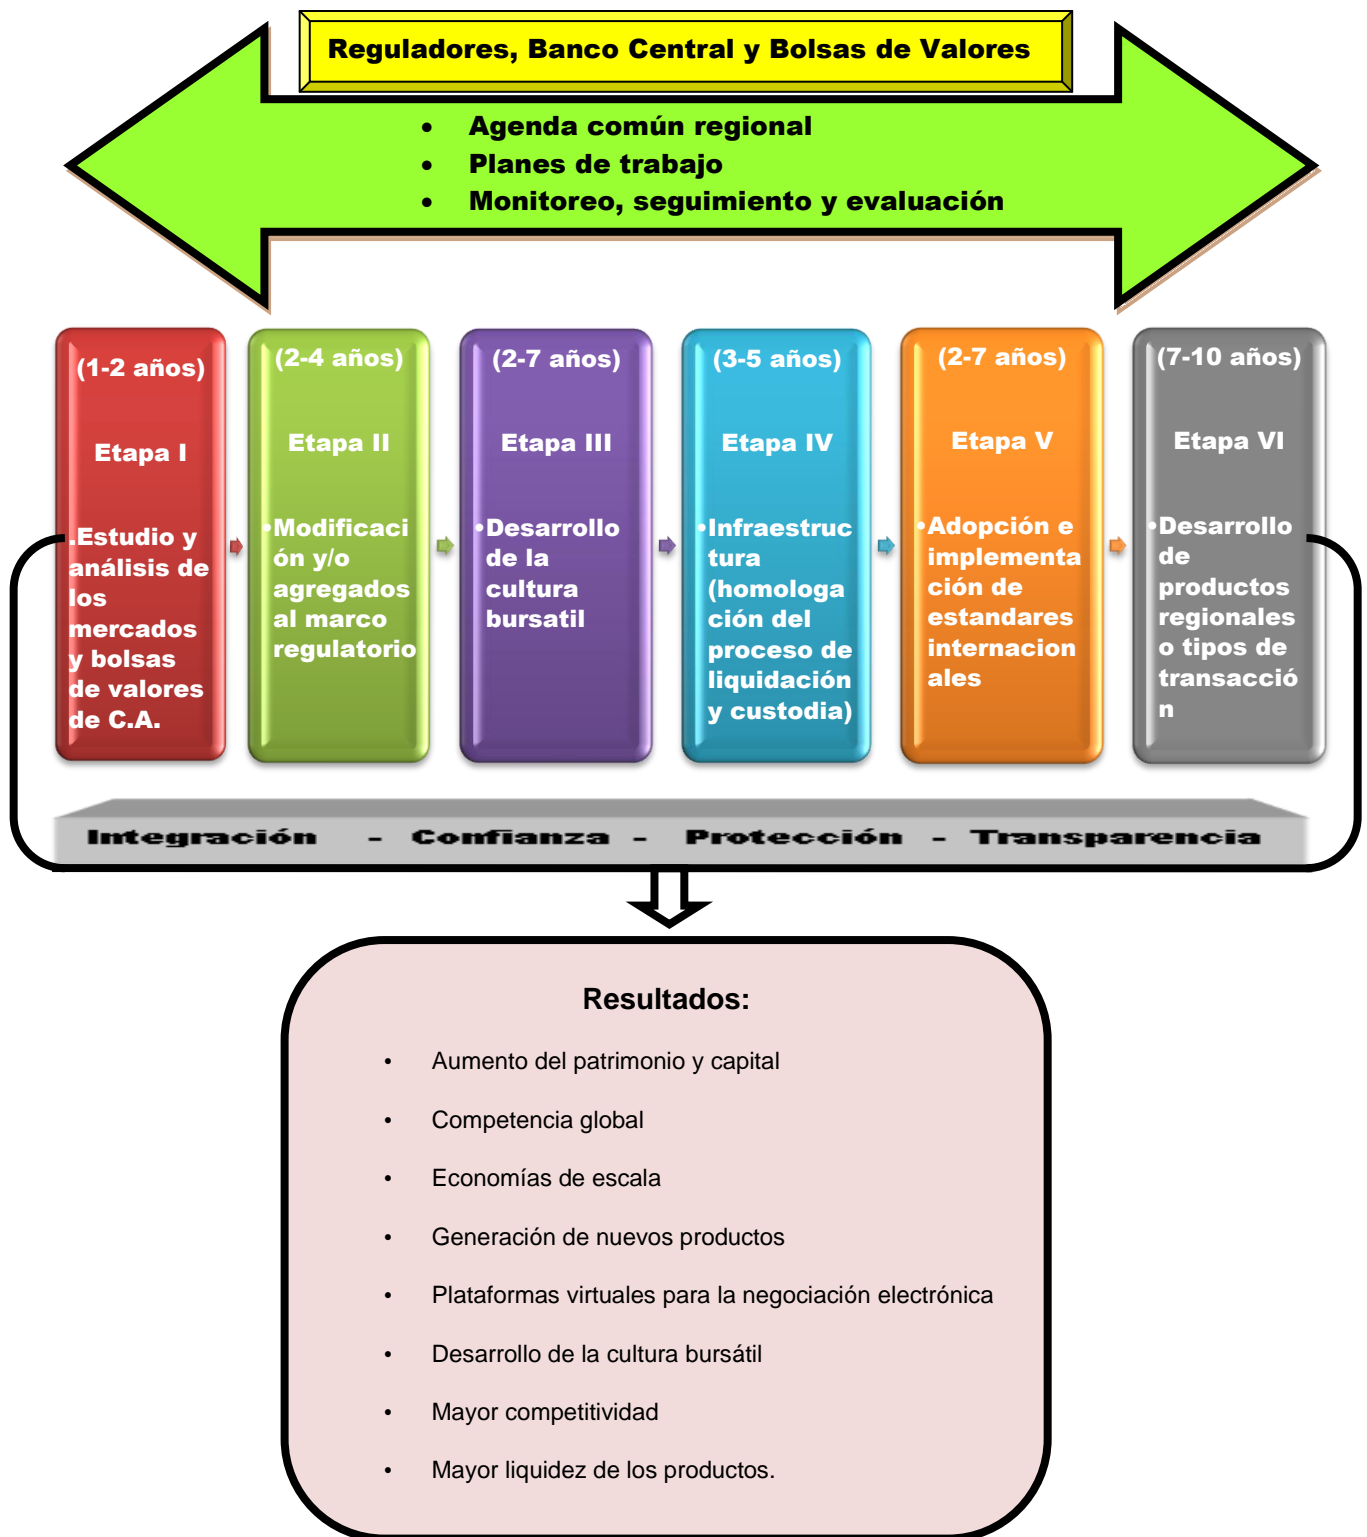 Reguladores, Banco Central y Bolsas de Valores
• Agenda común regional
• Planes de trabajo
• Monitoreo, seguimiento y evaluación
(1-2 años)
Etapa I
.Estudio y
análisis de
los
mercados
y bolsas
de valores
de C.A.
(2-4 años)
Etapa II
•Modificaci
ón y/o
agregados
al marco
regulatorio
(2-7 años)
Etapa III
•Desarrollo
de la
cultura
bursatil
(3-5 años)
Etapa IV
•Infraestruc
tura
(homologa
ción del
proceso de
liquidación
y custodia)
(2-7 años)
Etapa V
•Adopción e
implementa
ción de
estandares
internacion
ales
(7-10 años)
Etapa VI
•Desarrollo
de
productos
regionales
o tipos de
transacció
n
Integración - Confianza - Protección - Transparencia
Resultados:
• Aumento del patrimonio y capital
• Competencia global
• Economías de escala
• Generación de nuevos productos
• Plataformas virtuales para la negociación electrónica
• Desarrollo de la cultura bursátil
• Mayor competitividad
• Mayor liquidez de los productos.